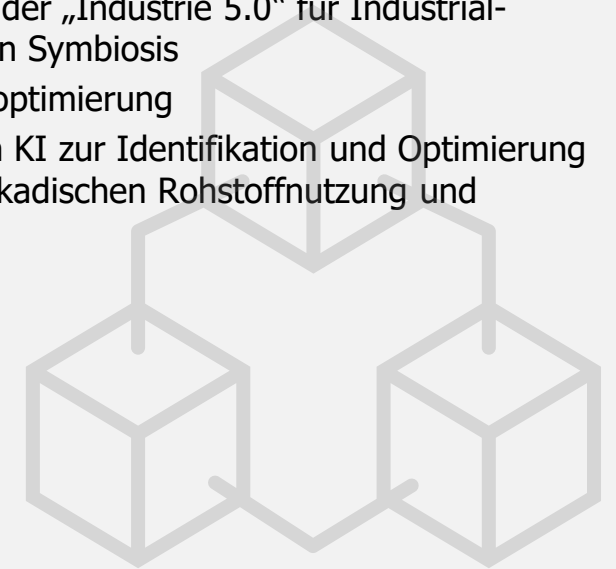 der „Industrie 5.0“ für Industrial-
n Symbiosis
optimierung
KI zur Identifikation und Optimierung
kadischen Rohstoffnutzung und